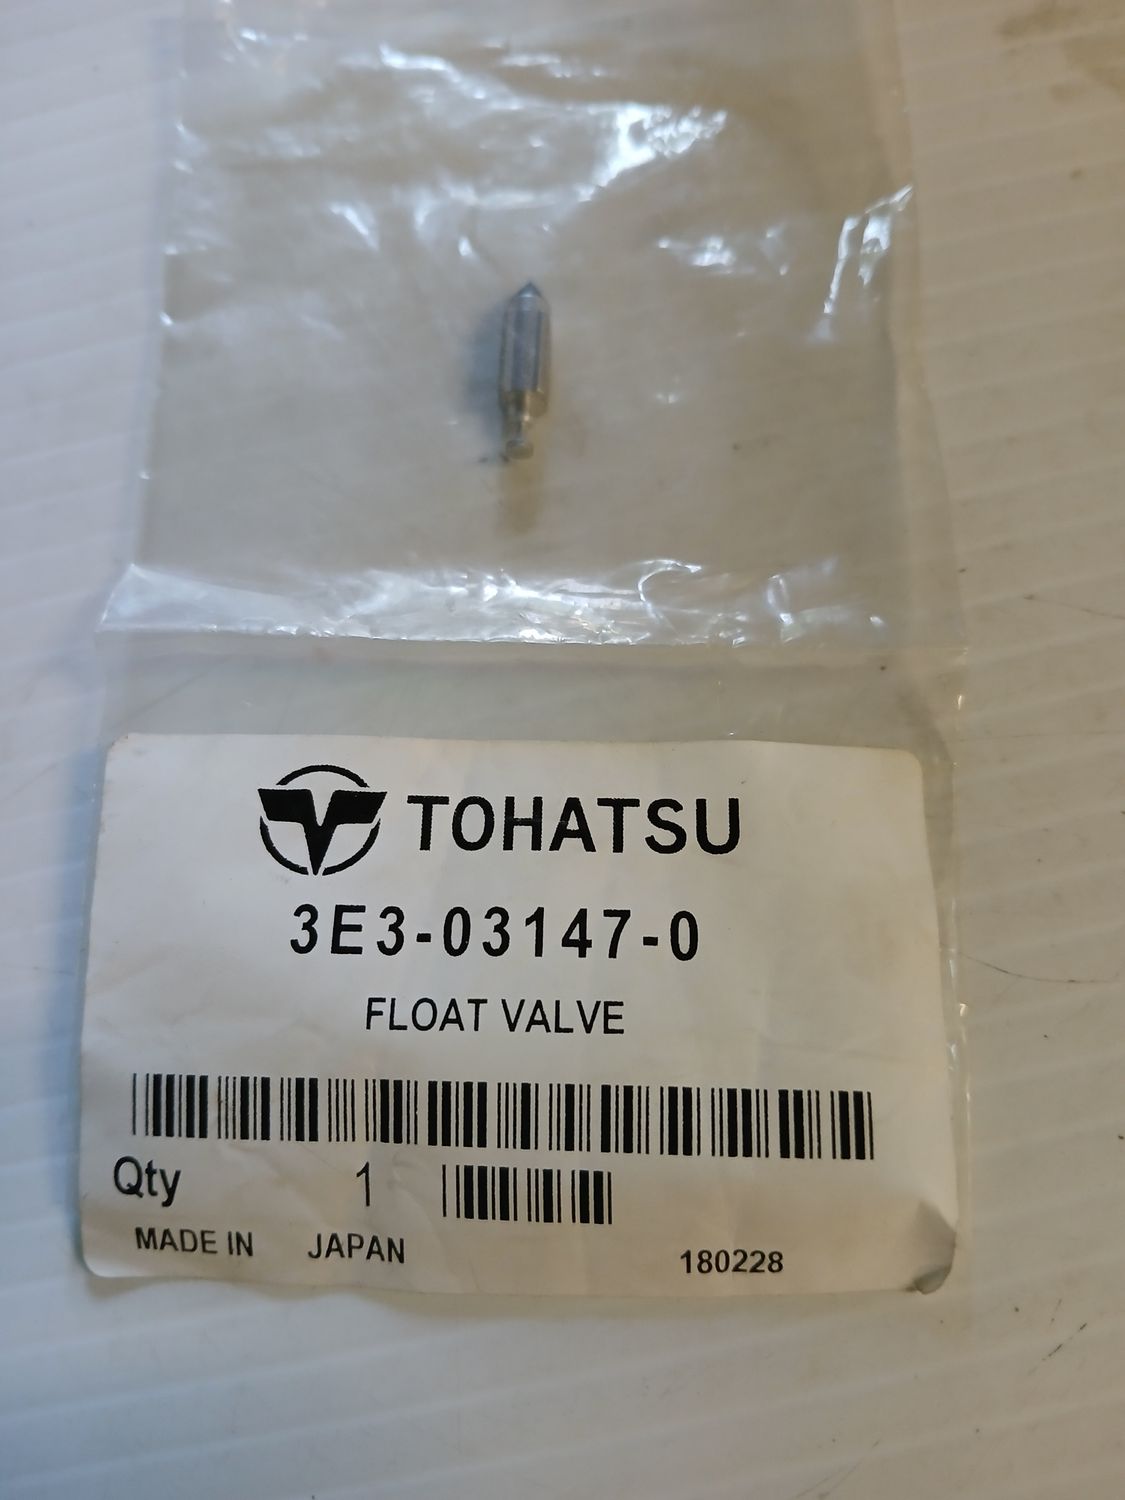 TOHATSU
3E3-03147-0
FLOAT VALVE
Qty 1
MADE IN JAPAN 180228